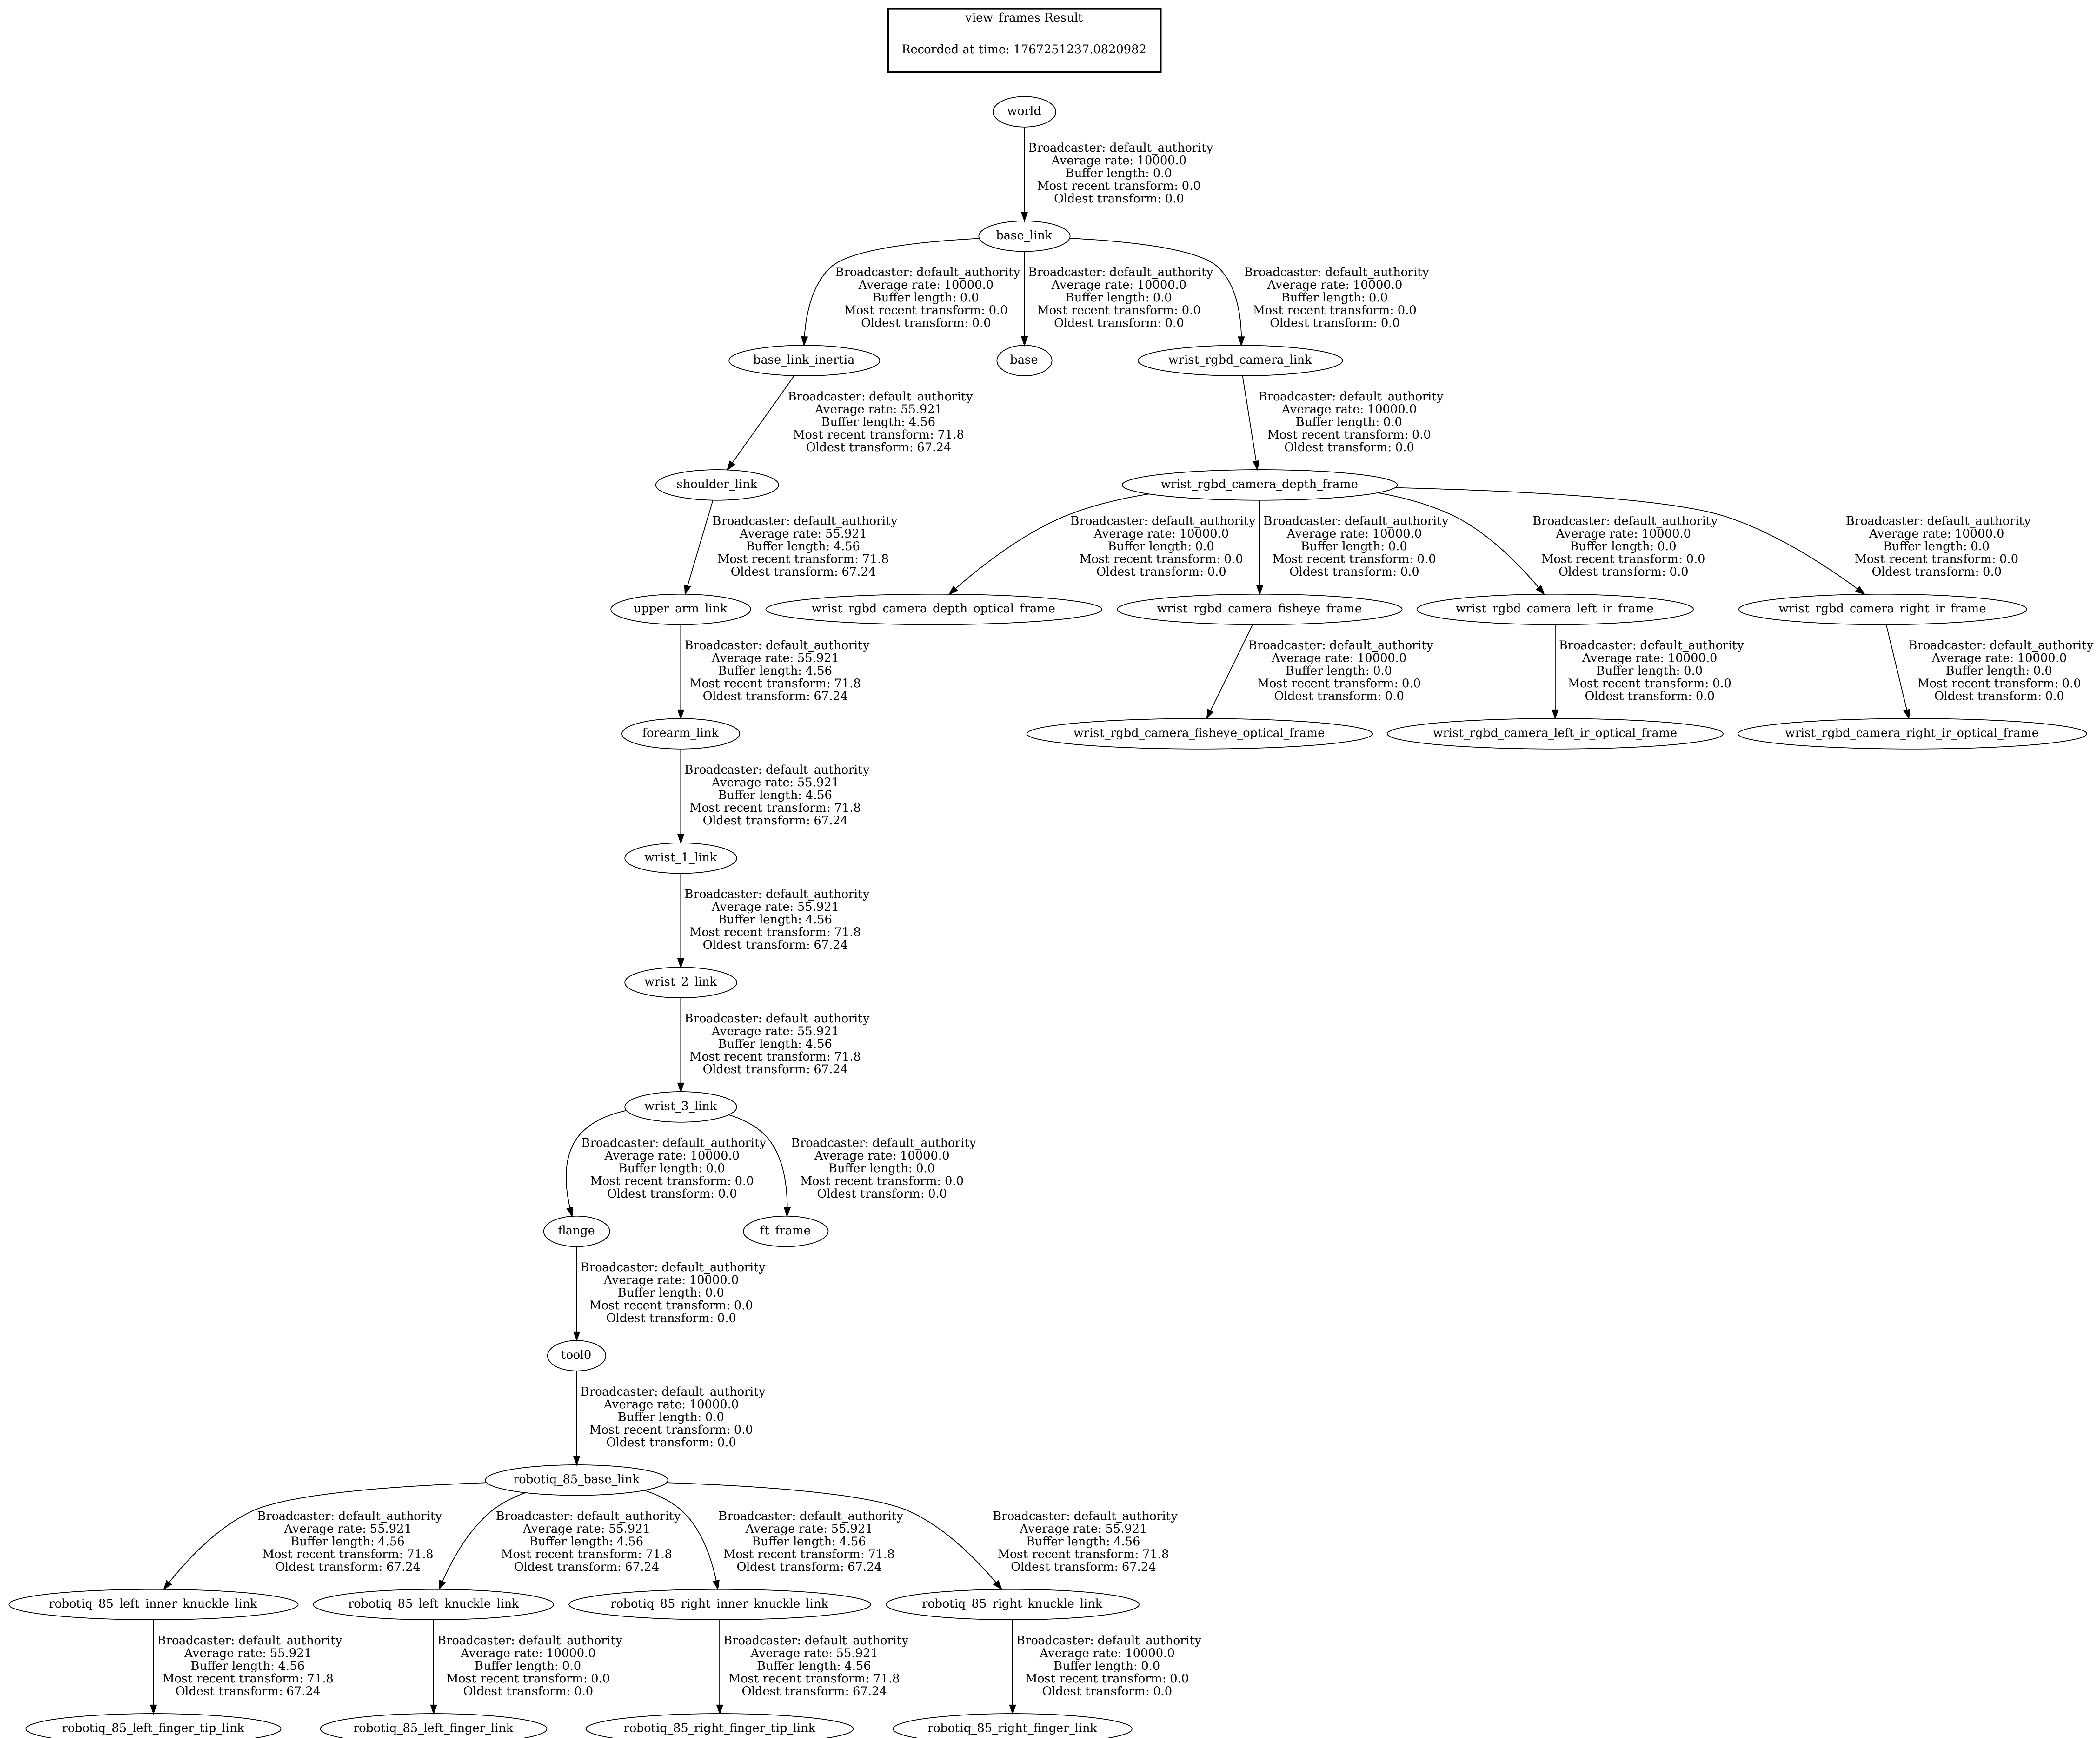 view_frames Result
Recorded at time: 1767251237.0820982
world
Broadcaster: default_authority
Average rate: 10000.0
Buffer length: 0.0
Most recent transform: 0.0
Oldest transform: 0.0
base_link
Broadcaster: default_authority
Average rate: 10000.0
Buffer length: 0.0
Most recent transform: 0.0
Oldest transform: 0.0
Broadcaster: default_authority
Average rate: 10000.0
Buffer length: 0.0
Most recent transform: 0.0
Oldest transform: 0.0
Broadcaster: default_authority
Average rate: 10000.0
Buffer length: 0.0
Most recent transform: 0.0
Oldest transform: 0.0
base_link_inertia
base
wrist_rgbd_camera_link
Broadcaster: default_authority
Average rate: 55.921
Buffer length: 4.56
Most recent transform: 71.8
Oldest transform: 67.24
Broadcaster: default_authority
Average rate: 10000.0
Buffer length: 0.0
Most recent transform: 0.0
Oldest transform: 0.0
shoulder_link
wrist_rgbd_camera_depth_frame
Broadcaster: default_authority
Average rate: 55.921
Buffer length: 4.56
Most recent transform: 71.8
Oldest transform: 67.24
Broadcaster: default_authority
Average rate: 10000.0
Buffer length: 0.0
Most recent transform: 0.0
Oldest transform: 0.0
Broadcaster: default_authority
Average rate: 10000.0
Buffer length: 0.0
Most recent transform: 0.0
Oldest transform: 0.0
Broadcaster: default_authority
Average rate: 10000.0
Buffer length: 0.0
Most recent transform: 0.0
Oldest transform: 0.0
Broadcaster: default_authority
Average rate: 10000.0
Buffer length: 0.0
Most recent transform: 0.0
Oldest transform: 0.0
upper_arm_link
wrist_rgbd_camera_depth_optical_frame
wrist_rgbd_camera_fisheye_frame
wrist_rgbd_camera_left_ir_frame
wrist_rgbd_camera_right_ir_frame
Broadcaster: default_authority
Average rate: 55.921
Buffer length: 4.56
Most recent transform: 71.8
Oldest transform: 67.24
Broadcaster: default_authority
Average rate: 10000.0
Buffer length: 0.0
Most recent transform: 0.0
Oldest transform: 0.0
Broadcaster: default_authority
Average rate: 10000.0
Buffer length: 0.0
Most recent transform: 0.0
Oldest transform: 0.0
Broadcaster: default_authority
Average rate: 10000.0
Buffer length: 0.0
Most recent transform: 0.0
Oldest transform: 0.0
forearm_link
wrist_rgbd_camera_fisheye_optical_frame
wrist_rgbd_camera_left_ir_optical_frame
wrist_rgbd_camera_right_ir_optical_frame
Broadcaster: default_authority
Average rate: 55.921
Buffer length: 4.56
Most recent transform: 71.8
Oldest transform: 67.24
wrist_1_link
Broadcaster: default_authority
Average rate: 55.921
Buffer length: 4.56
Most recent transform: 71.8
Oldest transform: 67.24
wrist_2_link
Broadcaster: default_authority
Average rate: 55.921
Buffer length: 4.56
Most recent transform: 71.8
Oldest transform: 67.24
wrist_3_link
Broadcaster: default_authority
Average rate: 10000.0
Buffer length: 0.0
Most recent transform: 0.0
Oldest transform: 0.0
Broadcaster: default_authority
Average rate: 10000.0
Buffer length: 0.0
Most recent transform: 0.0
Oldest transform: 0.0
flange
ft_frame
Broadcaster: default_authority
Average rate: 10000.0
Buffer length: 0.0
Most recent transform: 0.0
Oldest transform: 0.0
tool0
Broadcaster: default_authority
Average rate: 10000.0
Buffer length: 0.0
Most recent transform: 0.0
Oldest transform: 0.0
robotiq_85_base_link
Broadcaster: default_authority
Average rate: 55.921
Buffer length: 4.56
Most recent transform: 71.8
Oldest transform: 67.24
Broadcaster: default_authority
Average rate: 55.921
Buffer length: 4.56
Most recent transform: 71.8
Oldest transform: 67.24
Broadcaster: default_authority
Average rate: 55.921
Buffer length: 4.56
Most recent transform: 71.8
Oldest transform: 67.24
Broadcaster: default_authority
Average rate: 55.921
Buffer length: 4.56
Most recent transform: 71.8
Oldest transform: 67.24
robotiq_85_left_inner_knuckle_link
robotiq_85_left_knuckle_link
robotiq_85_right_inner_knuckle_link
robotiq_85_right_knuckle_link
Broadcaster: default_authority
Average rate: 55.921
Buffer length: 4.56
Most recent transform: 71.8
Oldest transform: 67.24
Broadcaster: default_authority
Average rate: 10000.0
Buffer length: 0.0
Most recent transform: 0.0
Oldest transform: 0.0
Broadcaster: default_authority
Average rate: 55.921
Buffer length: 4.56
Most recent transform: 71.8
Oldest transform: 67.24
Broadcaster: default_authority
Average rate: 10000.0
Buffer length: 0.0
Most recent transform: 0.0
Oldest transform: 0.0
robotiq_85_left_finger_tip_link
robotiq_85_left_finger_link
robotiq_85_right_finger_tip_link
robotiq_85_right_finger_link